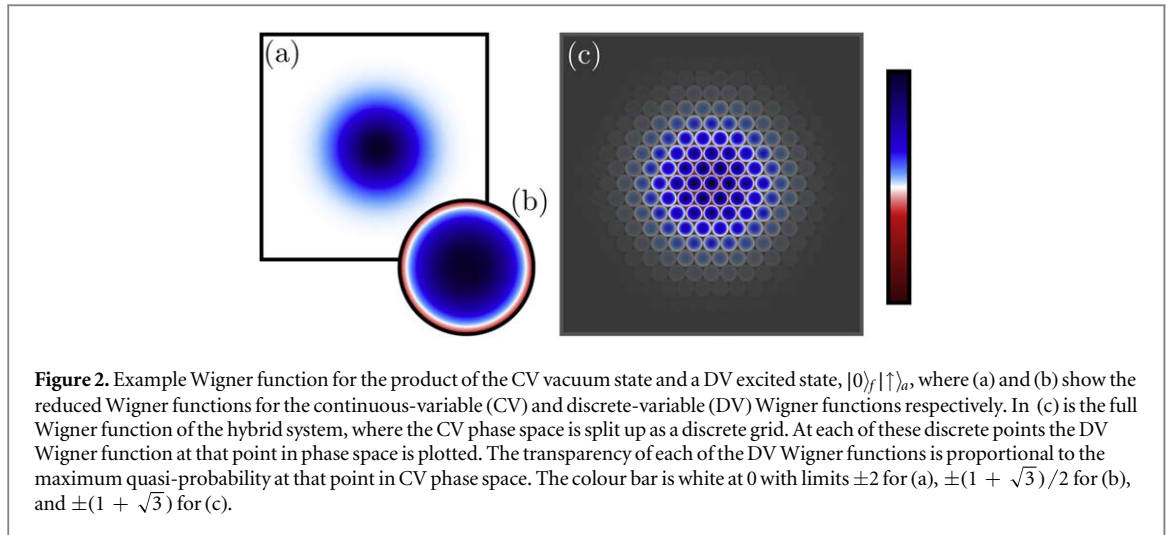 (a)
(b)
(c)
Figure 2. Example Wigner function for the product of the CV vacuum state and a DV excited state, |0⟩f|↑⟩a, where (a) and (b) show the
reduced Wigner functions for the continuous-variable (CV) and discrete-variable (DV) Wigner functions respectively. In (c) is the full
Wigner function of the hybrid system, where the CV phase space is split up as a discrete grid. At each of these discrete points the DV
Wigner function at that point in phase space is plotted. The transparency of each of the DV Wigner functions is proportional to the
maximum quasi-probability at that point in CV phase space. The colour bar is white at 0 with limits ±2 for (a), ±(1 + √3)/2 for (b),
and ±(1 + √3) for (c).